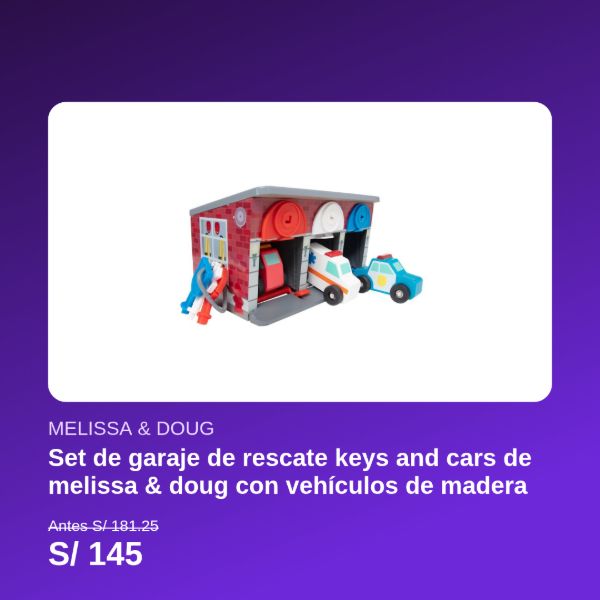 MELISSA & DOUG
Set de garaje de rescate keys and cars de
melissa & doug con vehículos de madera
Antes S/ 181.25
S/ 145